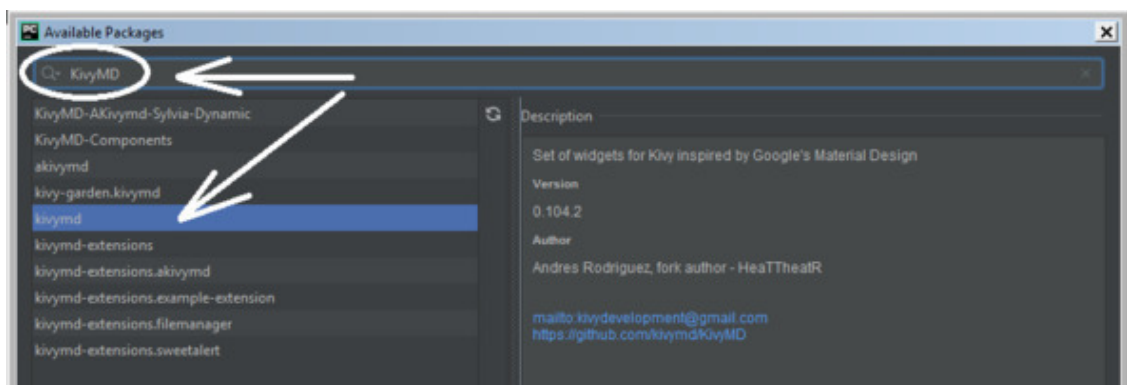 PC Available Packages
KivyMD
KivyMD-AKivymd-Sylvia-Dynamic
KivyMD-Components
akivymd
kivy-garden.kivymd
kivymd
kivymd-extensions
kivymd-extensions.akivymd
kivymd-extensions.example-extension
kivymd-extensions.filemanager
kivymd-extensions.sweetalert
Description
Set of widgets for Kivy inspired by Google's Material Design
Version
0.104.2
Author
Andres Rodriguez, fork author - HeaTTheatR
mailto:kivydevelopment@gmail.com
https://github.com/kivymd/KivyMD